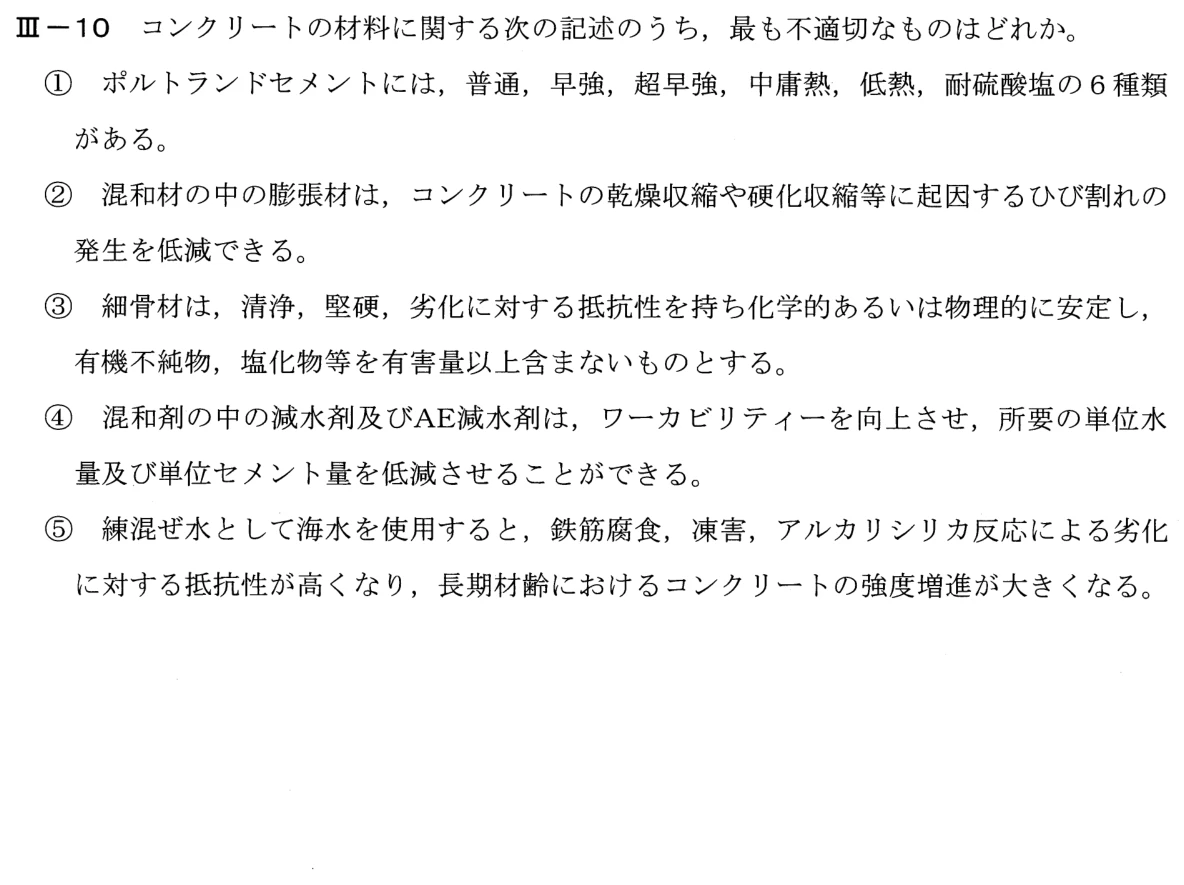 Ⅲ－10　コンクリートの材料に関する次の記述のうち，最も不適切なものはどれか。
①　ポルトランドセメントには，普通，早強，超早強，中庸熱，低熱，耐硫酸塩の６種類
がある。
②　混和材の中の膨張材は，コンクリートの乾燥収縮や硬化収縮等に起因するひび割れの
発生を低減できる。
③　細骨材は，清浄，堅硬，劣化に対する抵抗性を持ち化学的あるいは物理的に安定し，
有機不純物，塩化物等を有害量以上含まないものとする。
④　混和剤の中の減水剤及びAE減水剤は，ワーカビリティーを向上させ，所要の単位水
量及び単位セメント量を低減させることができる。
⑤　練混ぜ水として海水を使用すると，鉄筋腐食，凍害，アルカリシリカ反応による劣化
に対する抵抗性が高くなり，長期材齢におけるコンクリートの強度増進が大きくなる。